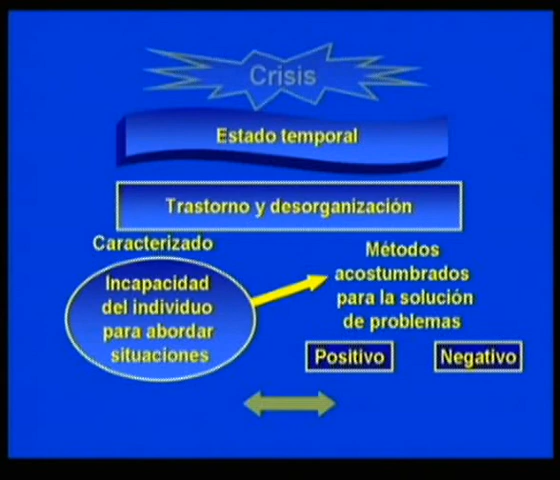 Crisis
Estado temporal
Trastorno y desorganización
Caracterizado
Incapacidad
del individuo
para abordar
situaciones
Métodos
acostumbrados
para la solución
de problemas
Positivo
Negativo